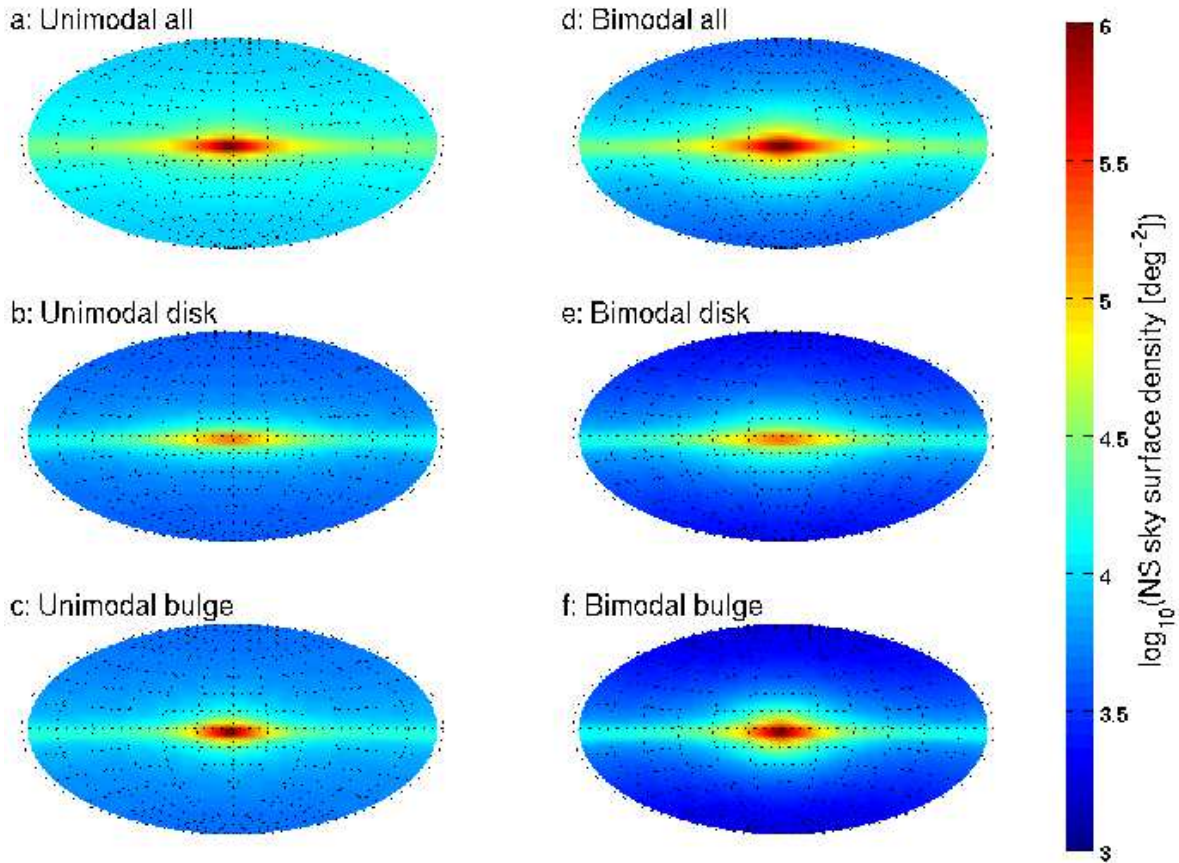 a: Unimodal all
d: Bimodal all
b: Unimodal disk
e: Bimodal disk
c: Unimodal bulge
f: Bimodal bulge
6
5.5
5
4.5
4
3.5
3
log10(NS sky surface density [deg-2])